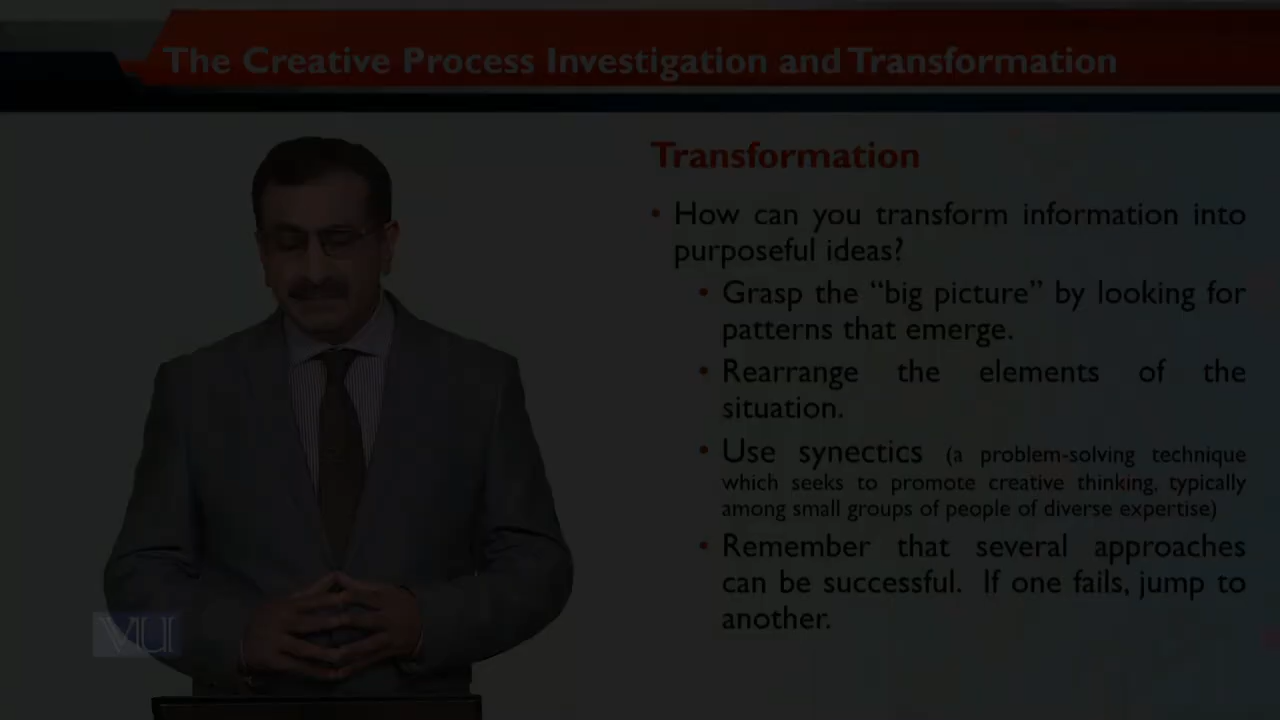 The Creative Process Investigation and Transformation
Transformation
• How can you transform information into
purposeful ideas?
• Grasp the “big picture” by looking for
patterns that emerge.
• Rearrange the elements of the
situation.
• Use synectics (a problem-solving technique
which seeks to promote creative thinking, typically
among small groups of people of diverse expertise)
• Remember that several approaches
can be successful. If one fails, jump to
another.
VU